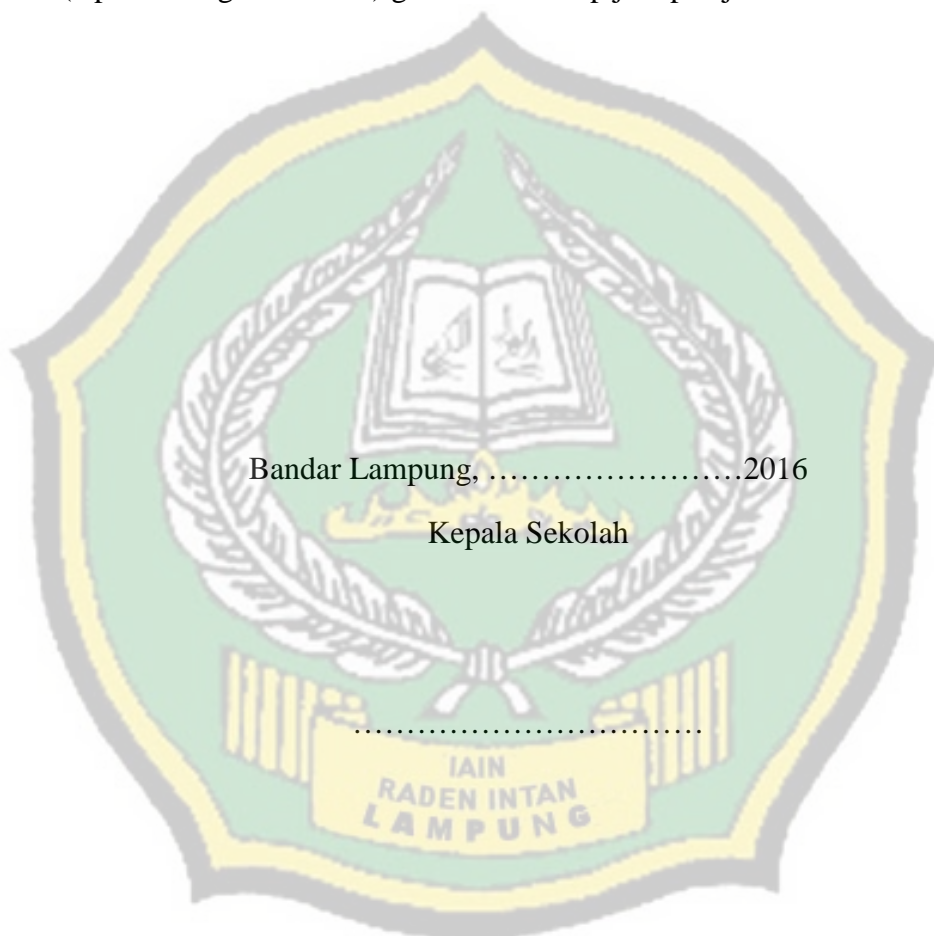 Bandar Lampung, ……………………2016
Kepala Sekolah
……………………………
IAIN
RADEN INTAN
LAMPUNG